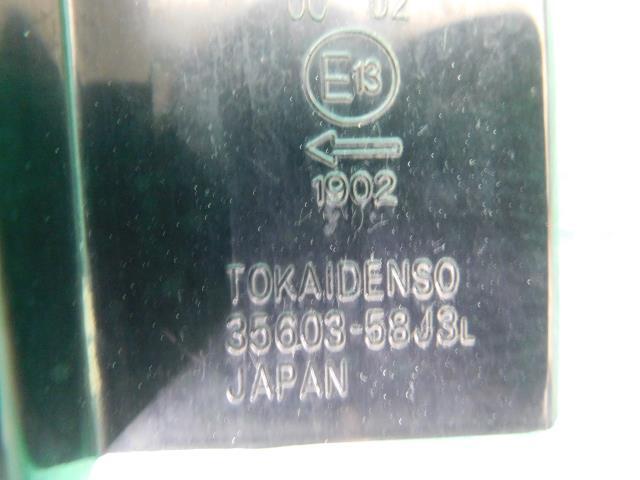 E13
1902
TOKAIDENSO
35603-58J3L
JAPAN